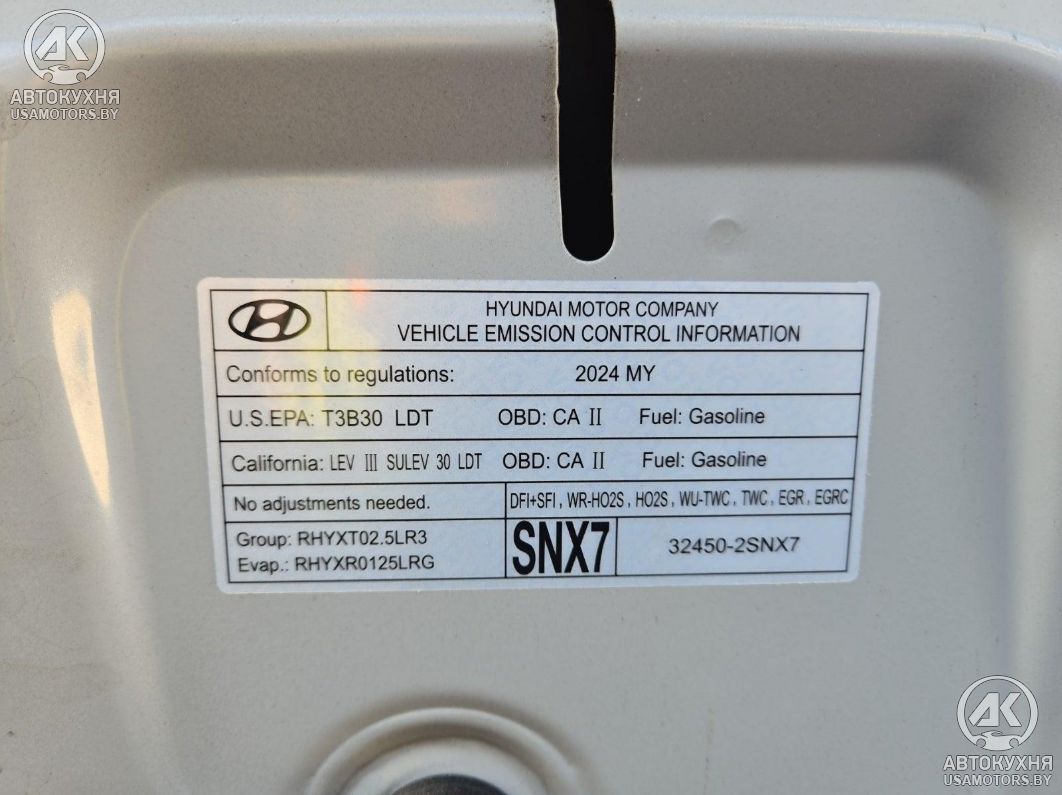 АК
АВТОКУХНЯ
USAMOTORS.BY
HYUNDAI MOTOR COMPANY
VEHICLE EMISSION CONTROL INFORMATION
Conforms to regulations: 2024 MY
U.S.EPA: T3B30 LDT OBD: CA II Fuel: Gasoline
California: LEV III SULEV 30 LDT OBD: CA II Fuel: Gasoline
No adjustments needed. DFI+SFI, WR-HO2S, HO2S, WU-TWC, TWC, EGR, EGRC
Group: RHYXT02.5LR3
Evap.: RHYXR0125LRG
SNX7 32450-2SNX7
АК
АВТОКУХНЯ
USAMOTORS.BY